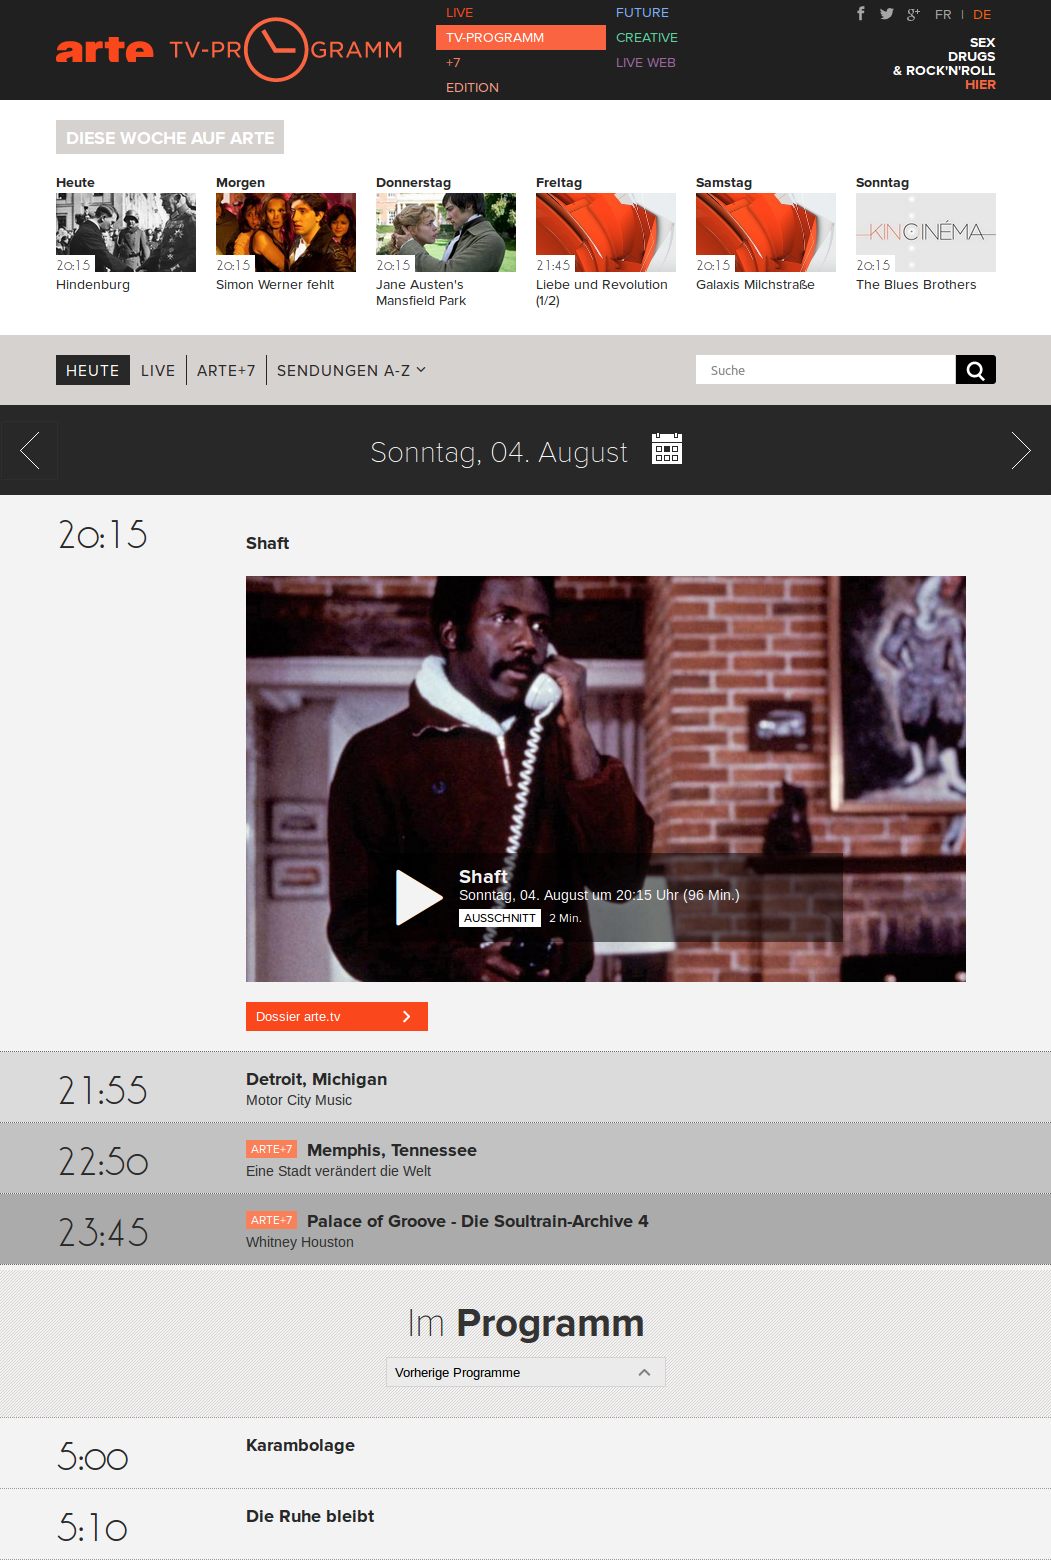 arte TV-PROGRAMM
LIVE
TV-PROGRAMM
+7
EDITION
FUTURE
CREATIVE
LIVE WEB
FR | DE
SEX
DRUGS
& ROCK'N'ROLL
HIER
DIESE WOCHE AUF ARTE
Heute
20:15
Hindenburg
Morgen
20:15
Simon Werner fehlt
Donnerstag
20:15
Jane Austen's
Mansfield Park
Freitag
21:45
Liebe und Revolution
(1/2)
Samstag
20:15
Galaxis Milchstraße
Sonntag
KINCINÉMA
20:15
The Blues Brothers
HEUTE
LIVE
ARTE+7
SENDUNGEN A-Z
Suche
Sonntag, 04. August
20:15
Shaft
Shaft
Sonntag, 04. August um 20:15 Uhr (96 Min.)
AUSSCHNITT 2 Min.
Dossier arte.tv
21:55
Detroit, Michigan
Motor City Music
22:50
ARTE+7 Memphis, Tennessee
Eine Stadt verändert die Welt
23:45
ARTE+7 Palace of Groove - Die Soultrain-Archive 4
Whitney Houston
Im Programm
Vorherige Programme
5:00
Karambolage
5:10
Die Ruhe bleibt